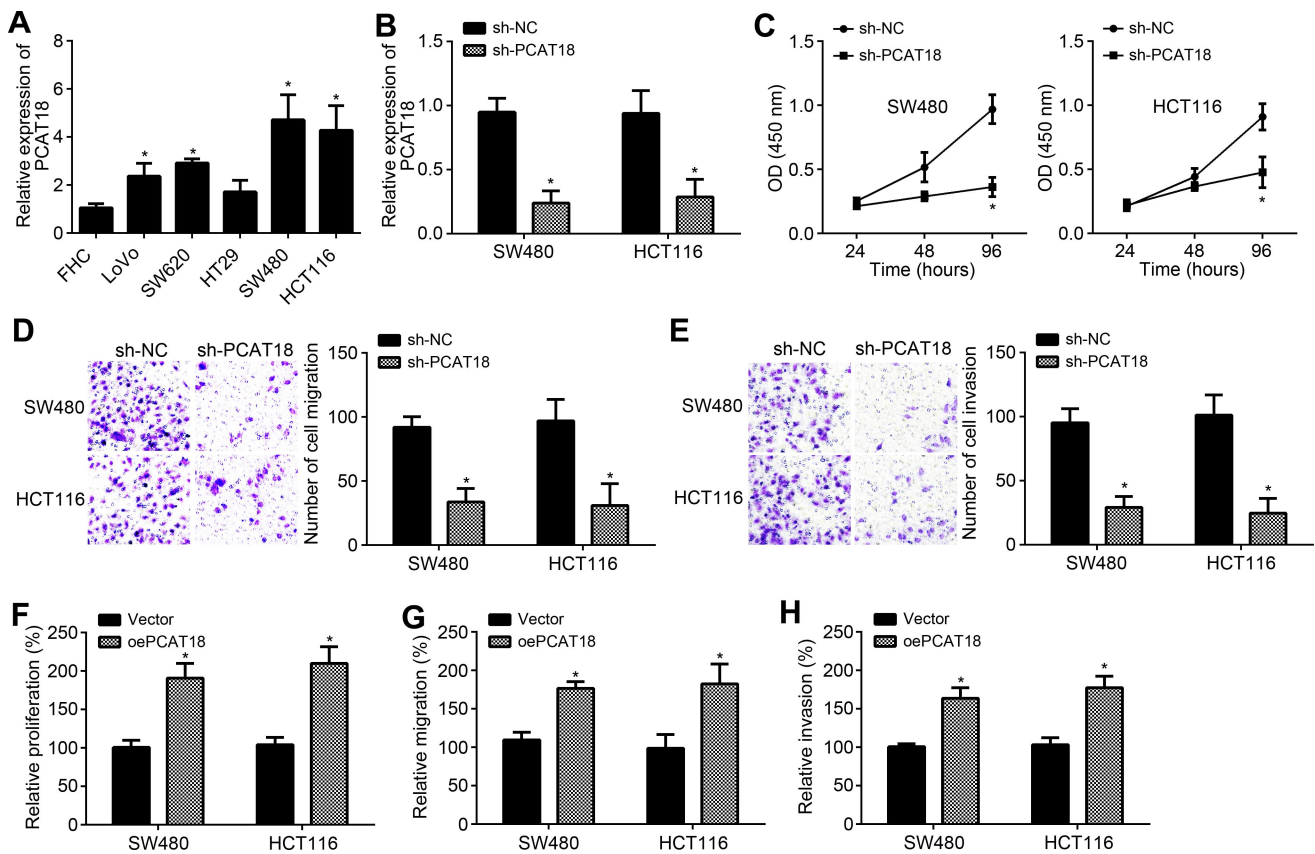 A
Relative expression of
PCAT18
8
6
4
2
0
*
*
*
*
FHC
LoVo
SW620
HT29
SW480
HCT116
B
sh-NC
sh-PCAT18
Relative expression of
PCAT18
1.5
1.0
0.5
0.0
*
*
SW480
HCT116
C
sh-NC
sh-PCAT18
OD (450 nm)
1.5
1.0
0.5
0.0
SW480
*
24
48
96
Time (hours)
sh-NC
sh-PCAT18
OD (450 nm)
1.5
1.0
0.5
0.0
HCT116
*
24
48
96
Time (hours)
D
sh-NC
sh-PCAT18
SW480
HCT116
sh-NC
sh-PCAT18
Number of cell migration
150
100
50
0
*
*
SW480
HCT116
E
sh-NC
sh-PCAT18
SW480
HCT116
sh-NC
sh-PCAT18
Number of cell invasion
150
100
50
0
*
*
SW480
HCT116
F
Vector
oePCAT18
Relative proliferation (%)
250
200
150
100
50
0
*
*
SW480
HCT116
G
Vector
oePCAT18
Relative migration (%)
250
200
150
100
50
0
*
*
SW480
HCT116
H
Vector
oePCAT18
Relative invasion (%)
250
200
150
100
50
0
*
*
SW480
HCT116